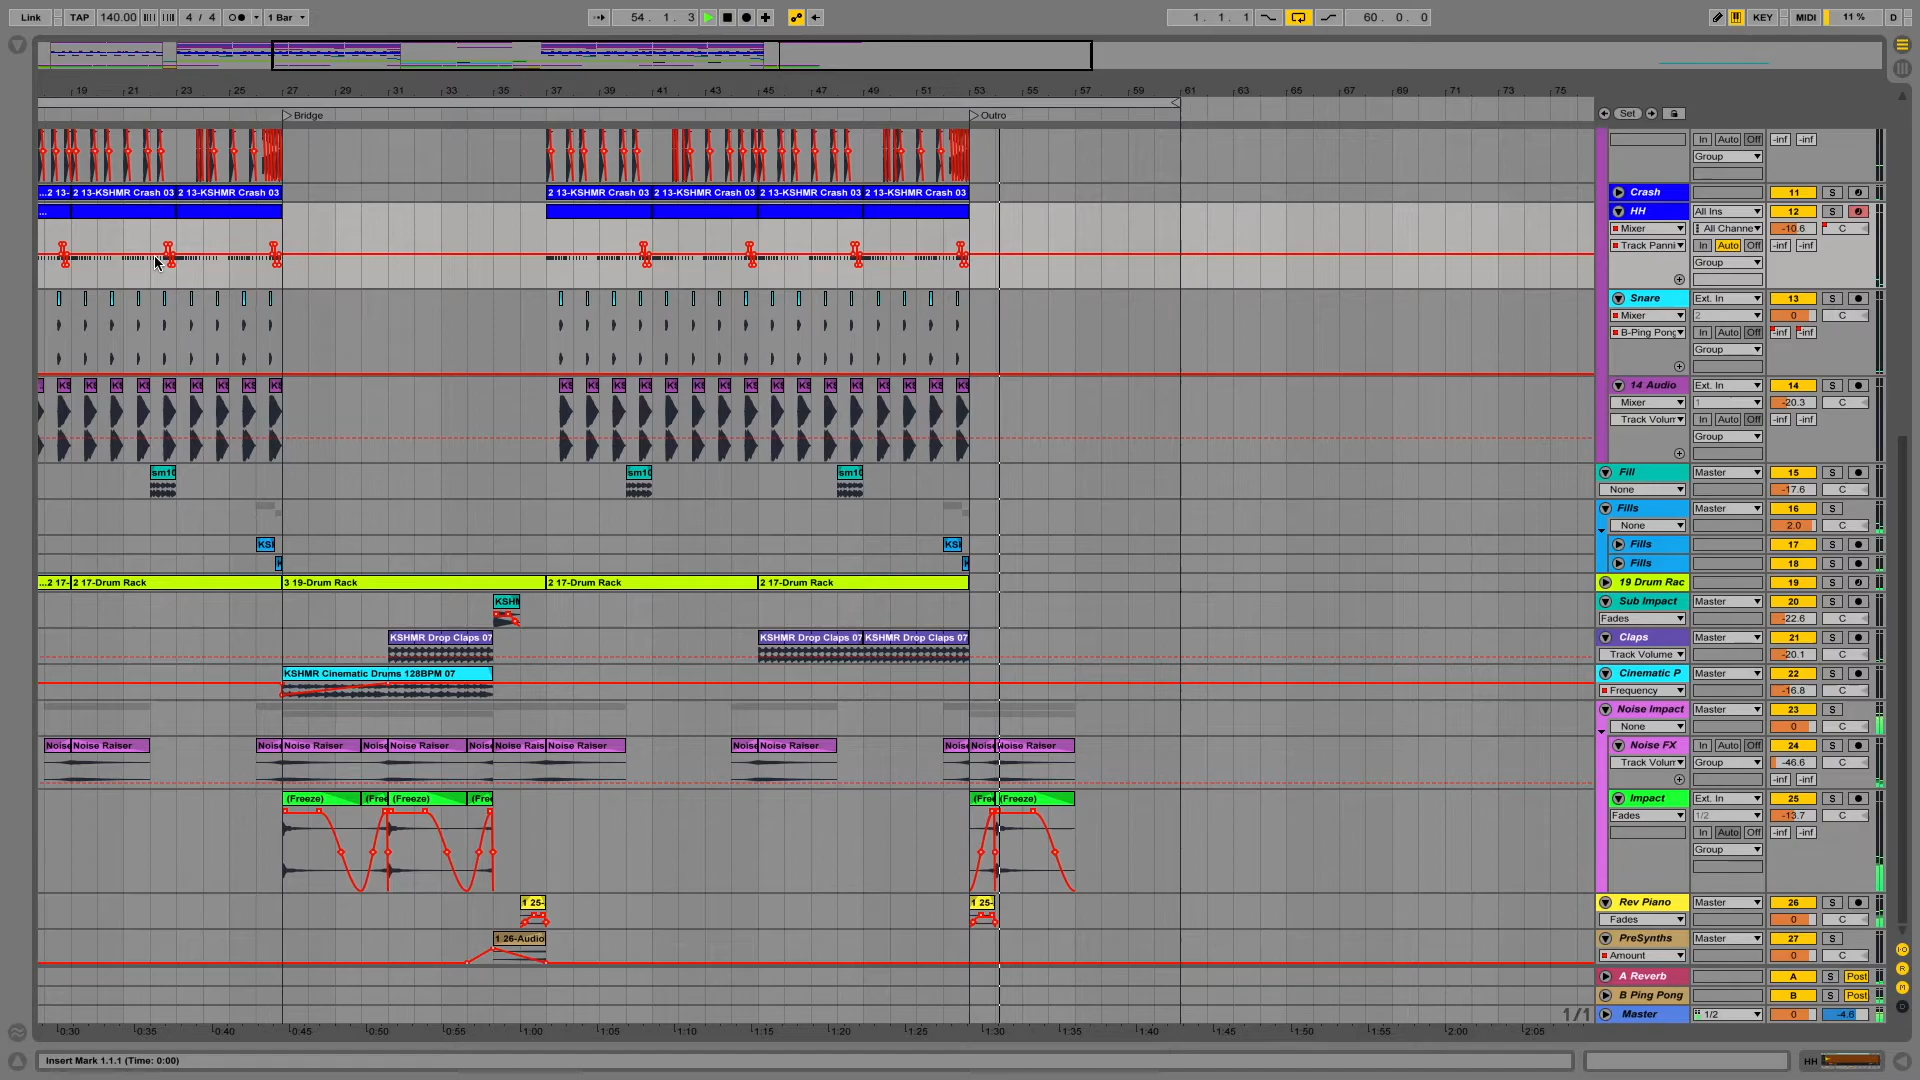 Link TAP 140.00 4 / 4 1 Bar 54 . 1 . 3 1 . 1 . 1 60 . 0 . 0 KEY MIDI 11 % D
19 21 23 25 27 29 31 33 35 37 39 41 43 45 47 49 51 53 55 57 59 61 63 65 67 69 71 73 75
Bridge Outro Set
In Auto Off -inf -inf
Group
...2 13- 2 13-KSHMR Crash 03 2 13-KSHMR Crash 03 2 13-KSHMR Crash 03 2 13-KSHMR Crash 03 2 13-KSHMR Crash 03 2 13-KSHMR Crash 03 Crash 11 S
... HH All Ins 12 S
Mixer All Channe -10.6 C
Track Panni In Auto Off -inf -inf
Group
Snare Ext. In 13 S
Mixer 2 0 C
B-Ping Pong In Auto Off -inf -inf
Group
14 Audio Ext. In 14 S
Mixer 1 -20.3 C
Track Volum In Auto Off -inf -inf
Group
sm10 sm10 sm10 Fill Master 15 S
None -17.6 C
Fills Master 16 S
None 2.0 C
KSH KSH Fills 17 S
Fills 18 S
...2 17- 2 17-Drum Rack 3 19-Drum Rack 2 17-Drum Rack 2 17-Drum Rack 19 Drum Rac 19 S
KSHM Sub Impact Master 20 S
Fades -22.6 C
KSHMR Drop Claps 07 KSHMR Drop Claps 07 KSHMR Drop Claps 07 Claps Master 21 S
Track Volume -20.1 C
KSHMR Cinematic Drums 128BPM 07 Cinematic P Master 22 S
Frequency -16.8 C
Noise Impact Master 23 S
None 0 C
Noise Noise Raiser Noise Noise Raiser Noise Noise Raiser Noise Noise Rais Noise Raiser Noise Noise Raiser Noise Noise Noise Raiser Noise FX In Auto Off 24 S
Track Volum Group -46.6 C
-inf -inf
(Freeze) (Free (Freeze) (Free (Free (Freeze) Impact Ext. In 25 S
Fades 1/2 -13.7 C
In Auto Off -inf -inf
Group
1 25- 1 25- Rev Piano Master 26 S
Fades 0 C
1 26-Audio PreSynths Master 27 S
Amount 0 C
A Reverb A S Post
B Ping Pong B S Post
1/1 Master 1/2 0 -4.6
0:30 0:35 0:40 0:45 0:50 0:55 1:00 1:05 1:10 1:15 1:20 1:25 1:30 1:35 1:40 1:45 1:50 1:55 2:00 2:05
Insert Mark 1.1.1 (Time: 0:00) HH